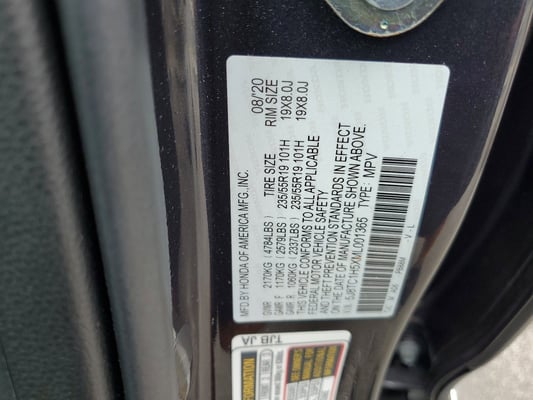 MFD. BY HONDA OF AMERICA MFG., INC. 08/'20
GVWR 2170KG ( 4784LBS ) TIRE SIZE RIM SIZE
GAWR F 1170KG ( 2579LBS ) 235/55R19 101H 19X8.0J
GAWR R 1060KG ( 2337LBS ) 235/55R19 101H 19X8.0J
THIS VEHICLE CONFORMS TO ALL APPLICABLE
FEDERAL MOTOR VEHICLE SAFETY
AND THEFT PREVENTION STANDARDS IN EFFECT
ON THE DATE OF MANUFACTURE SHOWN ABOVE.
V.I.N.: 5J8TC1H5XML001365 TYPE: MPV
V - L
TJB JA